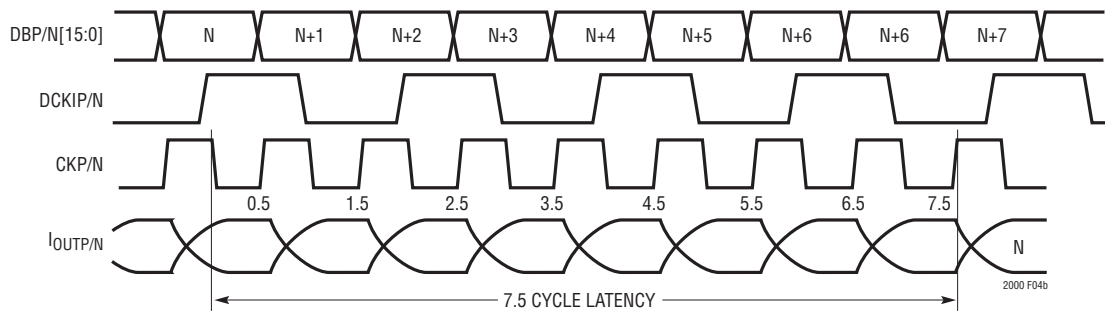 DBP/N[15:0] N N+1 N+2 N+3 N+4 N+5 N+6 N+6 N+7
DCKIP/N
CKP/N
0.5 1.5 2.5 3.5 4.5 5.5 6.5 7.5
IOUTP/N N
2000 F04b
7.5 CYCLE LATENCY